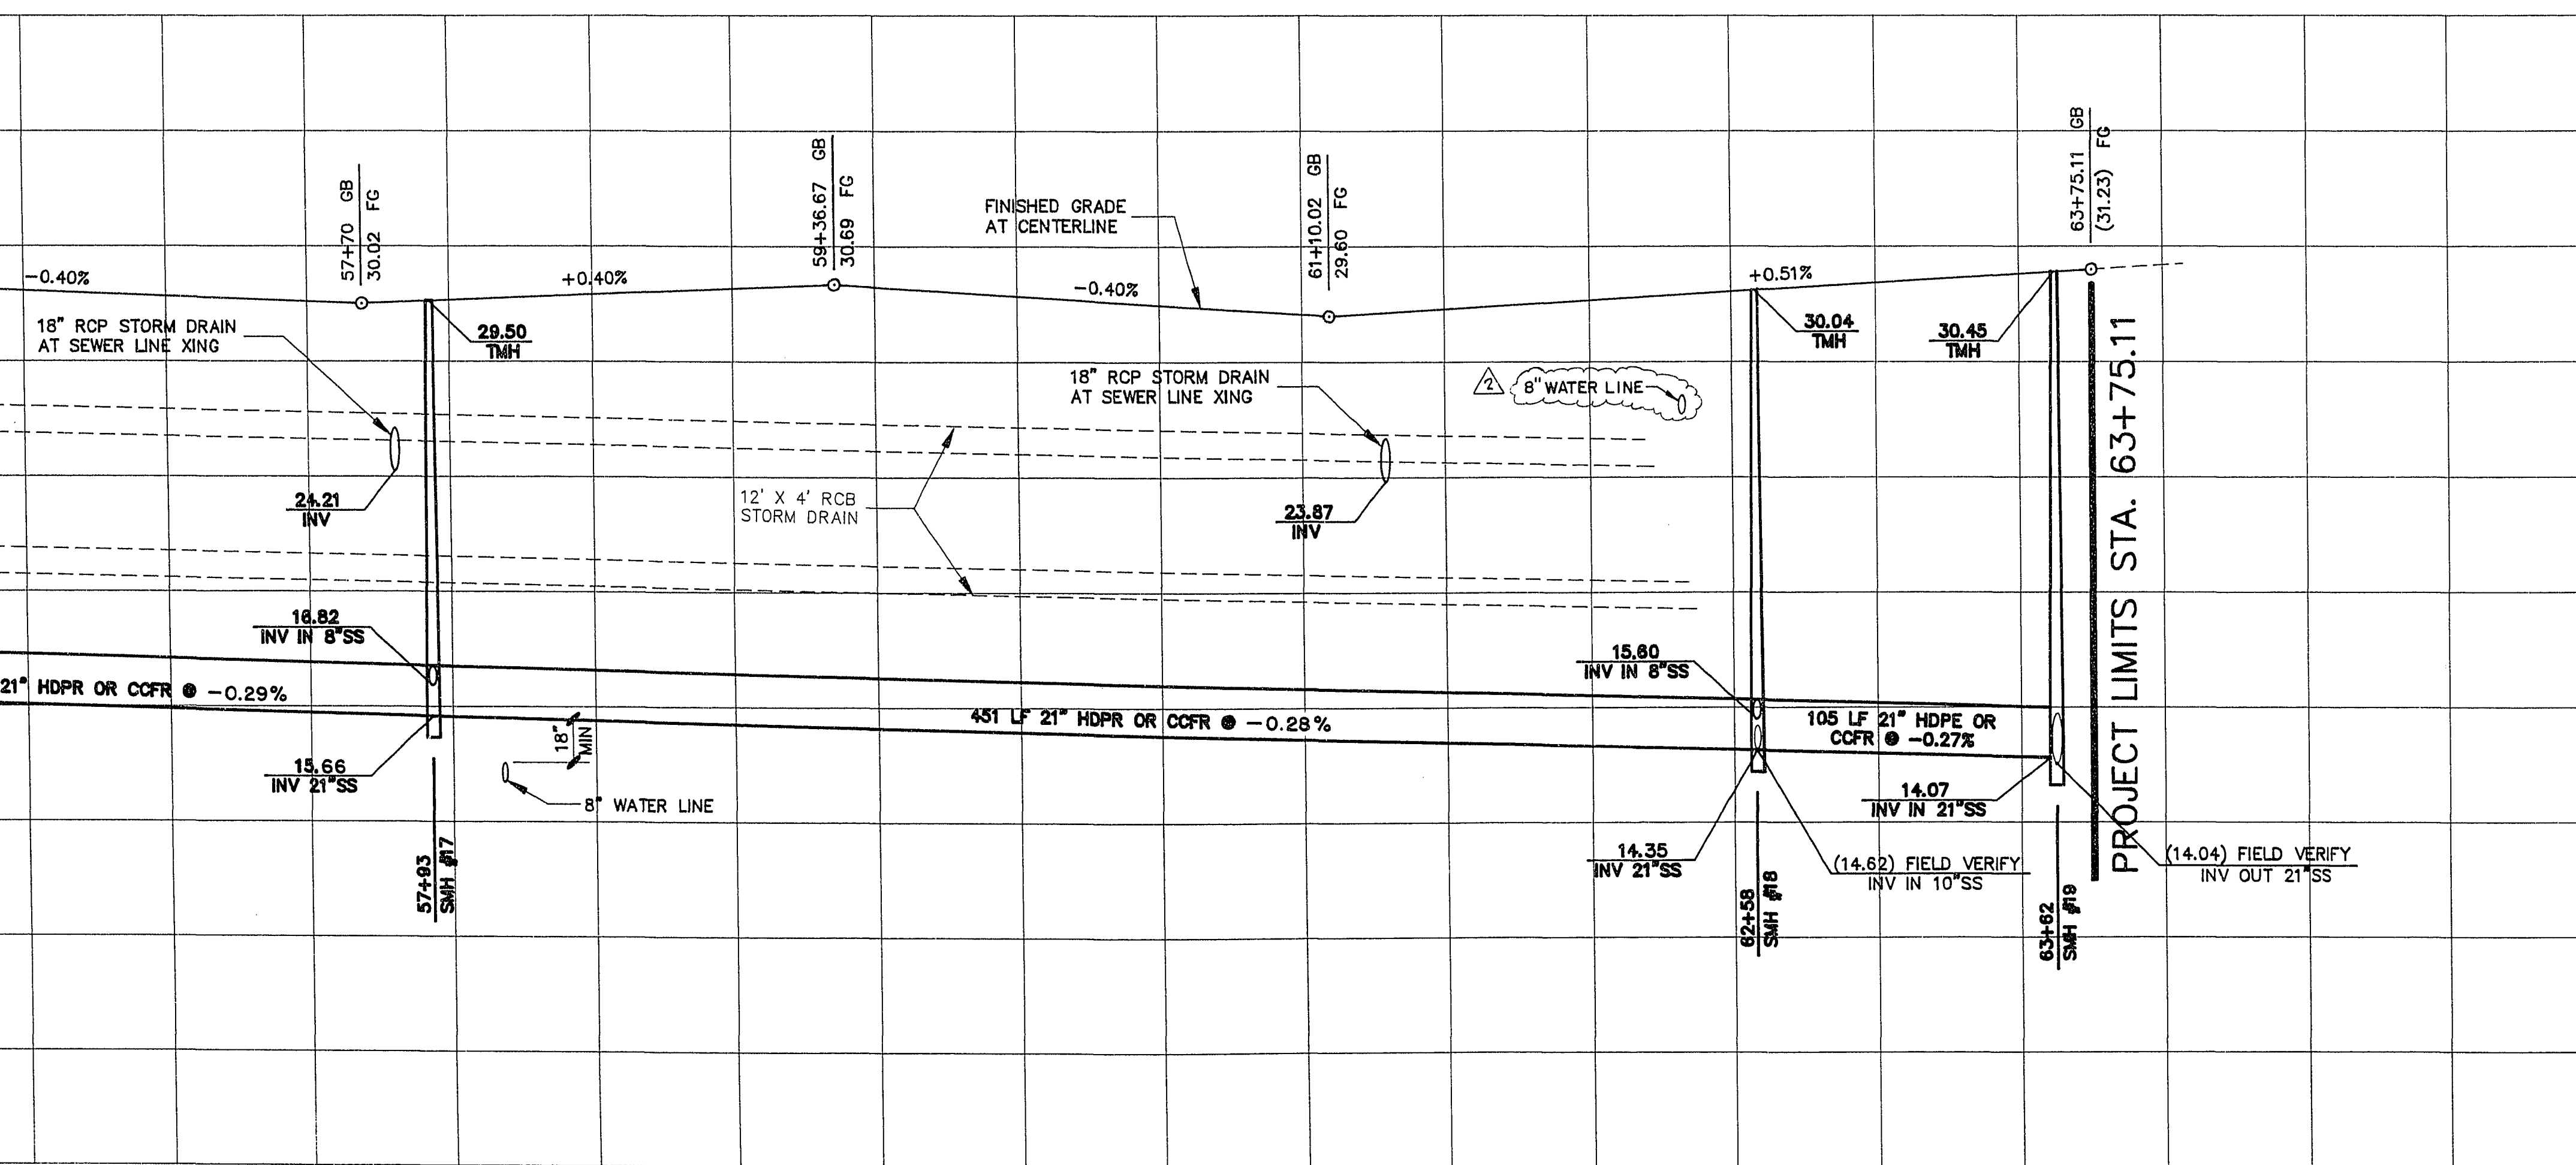 57+70 GB
30.02 FG
59+36.67 GB
30.69 FG
61+10.02 GB
29.60 FG
63+75.11 GB
(31.23) FG
FINISHED GRADE
AT CENTERLINE
-0.40%
+0.40%
-0.40%
+0.51%
18" RCP STORM DRAIN
AT SEWER LINE XING
29.50
TMH
30.04
TMH
30.45
TMH
18" RCP STORM DRAIN
AT SEWER LINE XING
2
8" WATER LINE
24.21
INV
12' X 4' RCB
STORM DRAIN
23.87
INV
16.82
INV IN 8"SS
15.60
INV IN 8"SS
21" HDPR OR CCFR @ -0.29%
451 LF 21" HDPR OR CCFR @ -0.28%
105 LF 21" HDPE OR
CCFR @ -0.27%
18"
MIN
15.66
INV 21"SS
8" WATER LINE
14.07
INV IN 21"SS
14.35
INV 21"SS
(14.62) FIELD VERIFY
INV IN 10"SS
(14.04) FIELD VERIFY
INV OUT 21"SS
57+93
SMH #17
62+58
SMH #18
63+62
SMH #19
PROJECT LIMITS STA. 63+75.11